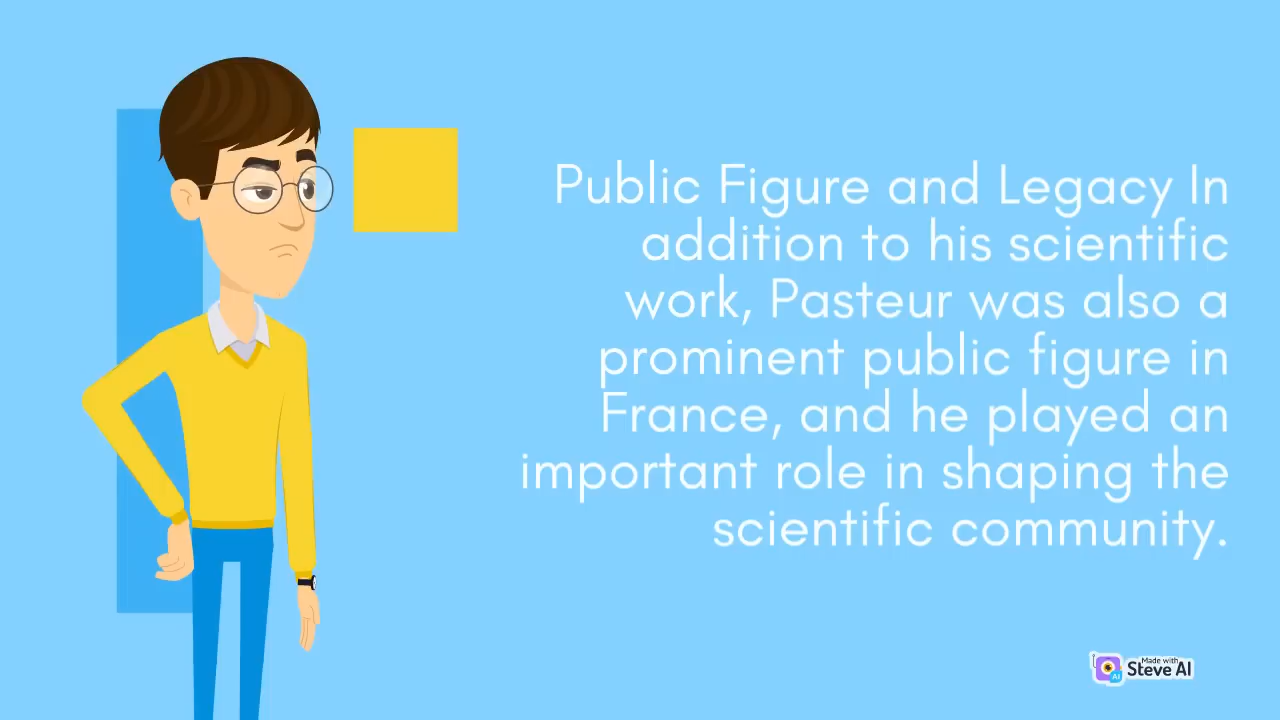 Public Figure and Legacy In
addition to his scientific
work, Pasteur was also a
prominent public figure in
France, and he played an
important role in shaping the
scientific community.
Made with
Steve AI
AI